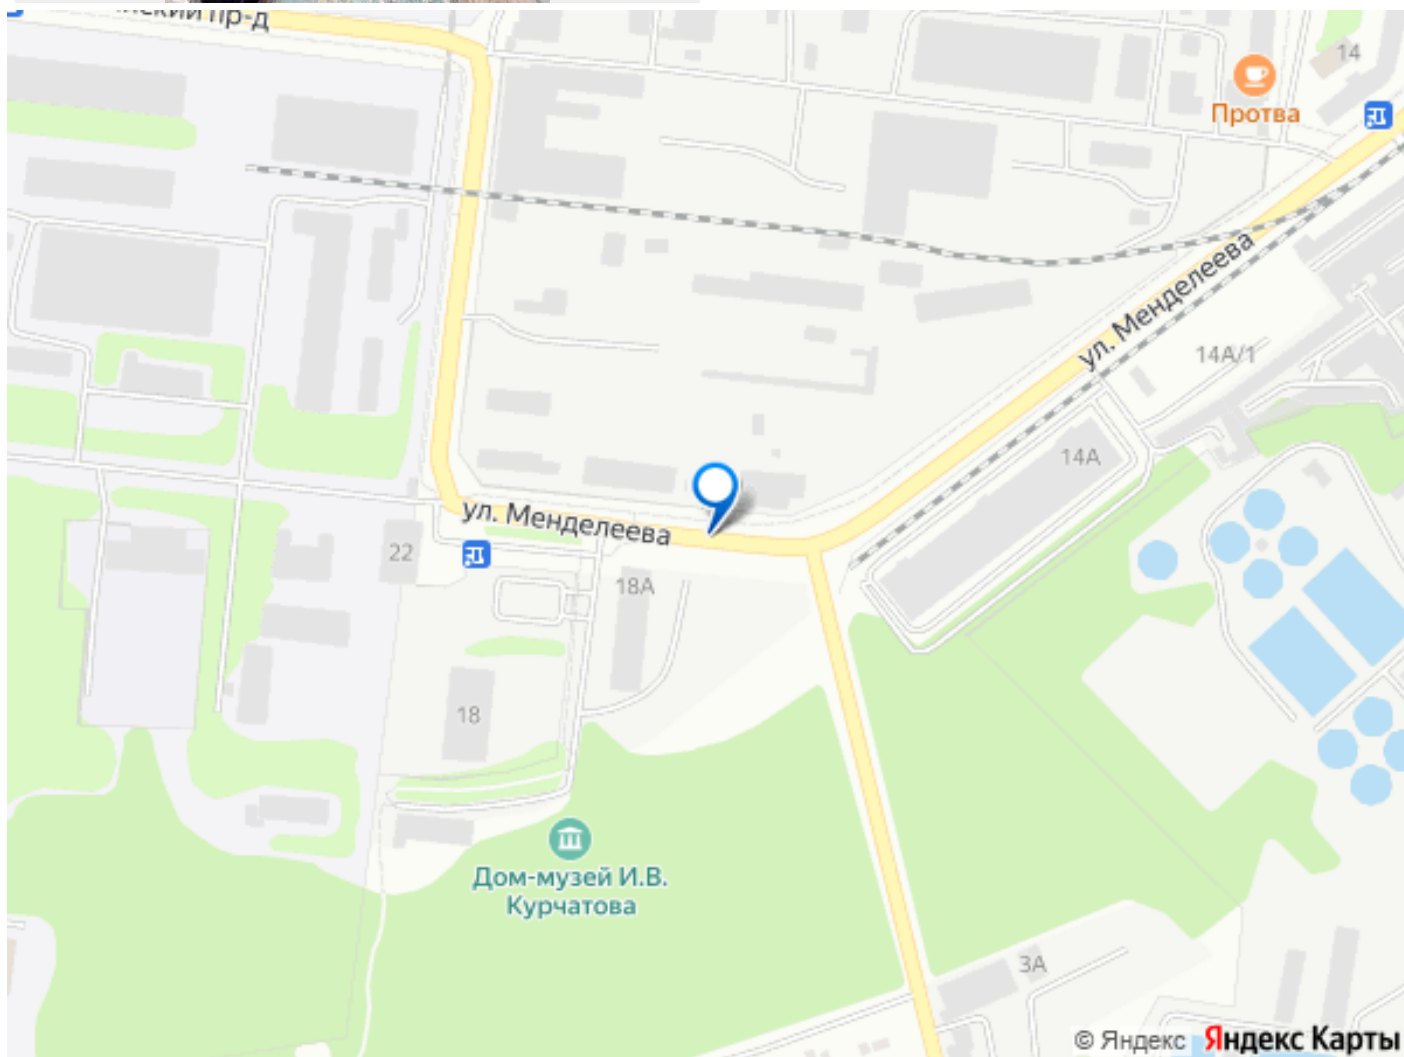 пр-д
14
Протва
ул. Менделеева
14А/1
14А
ул. Менделеева
22
18А
18
Дом-музей И.В.
Курчатова
3А
© Яндекс Яндекс Карты